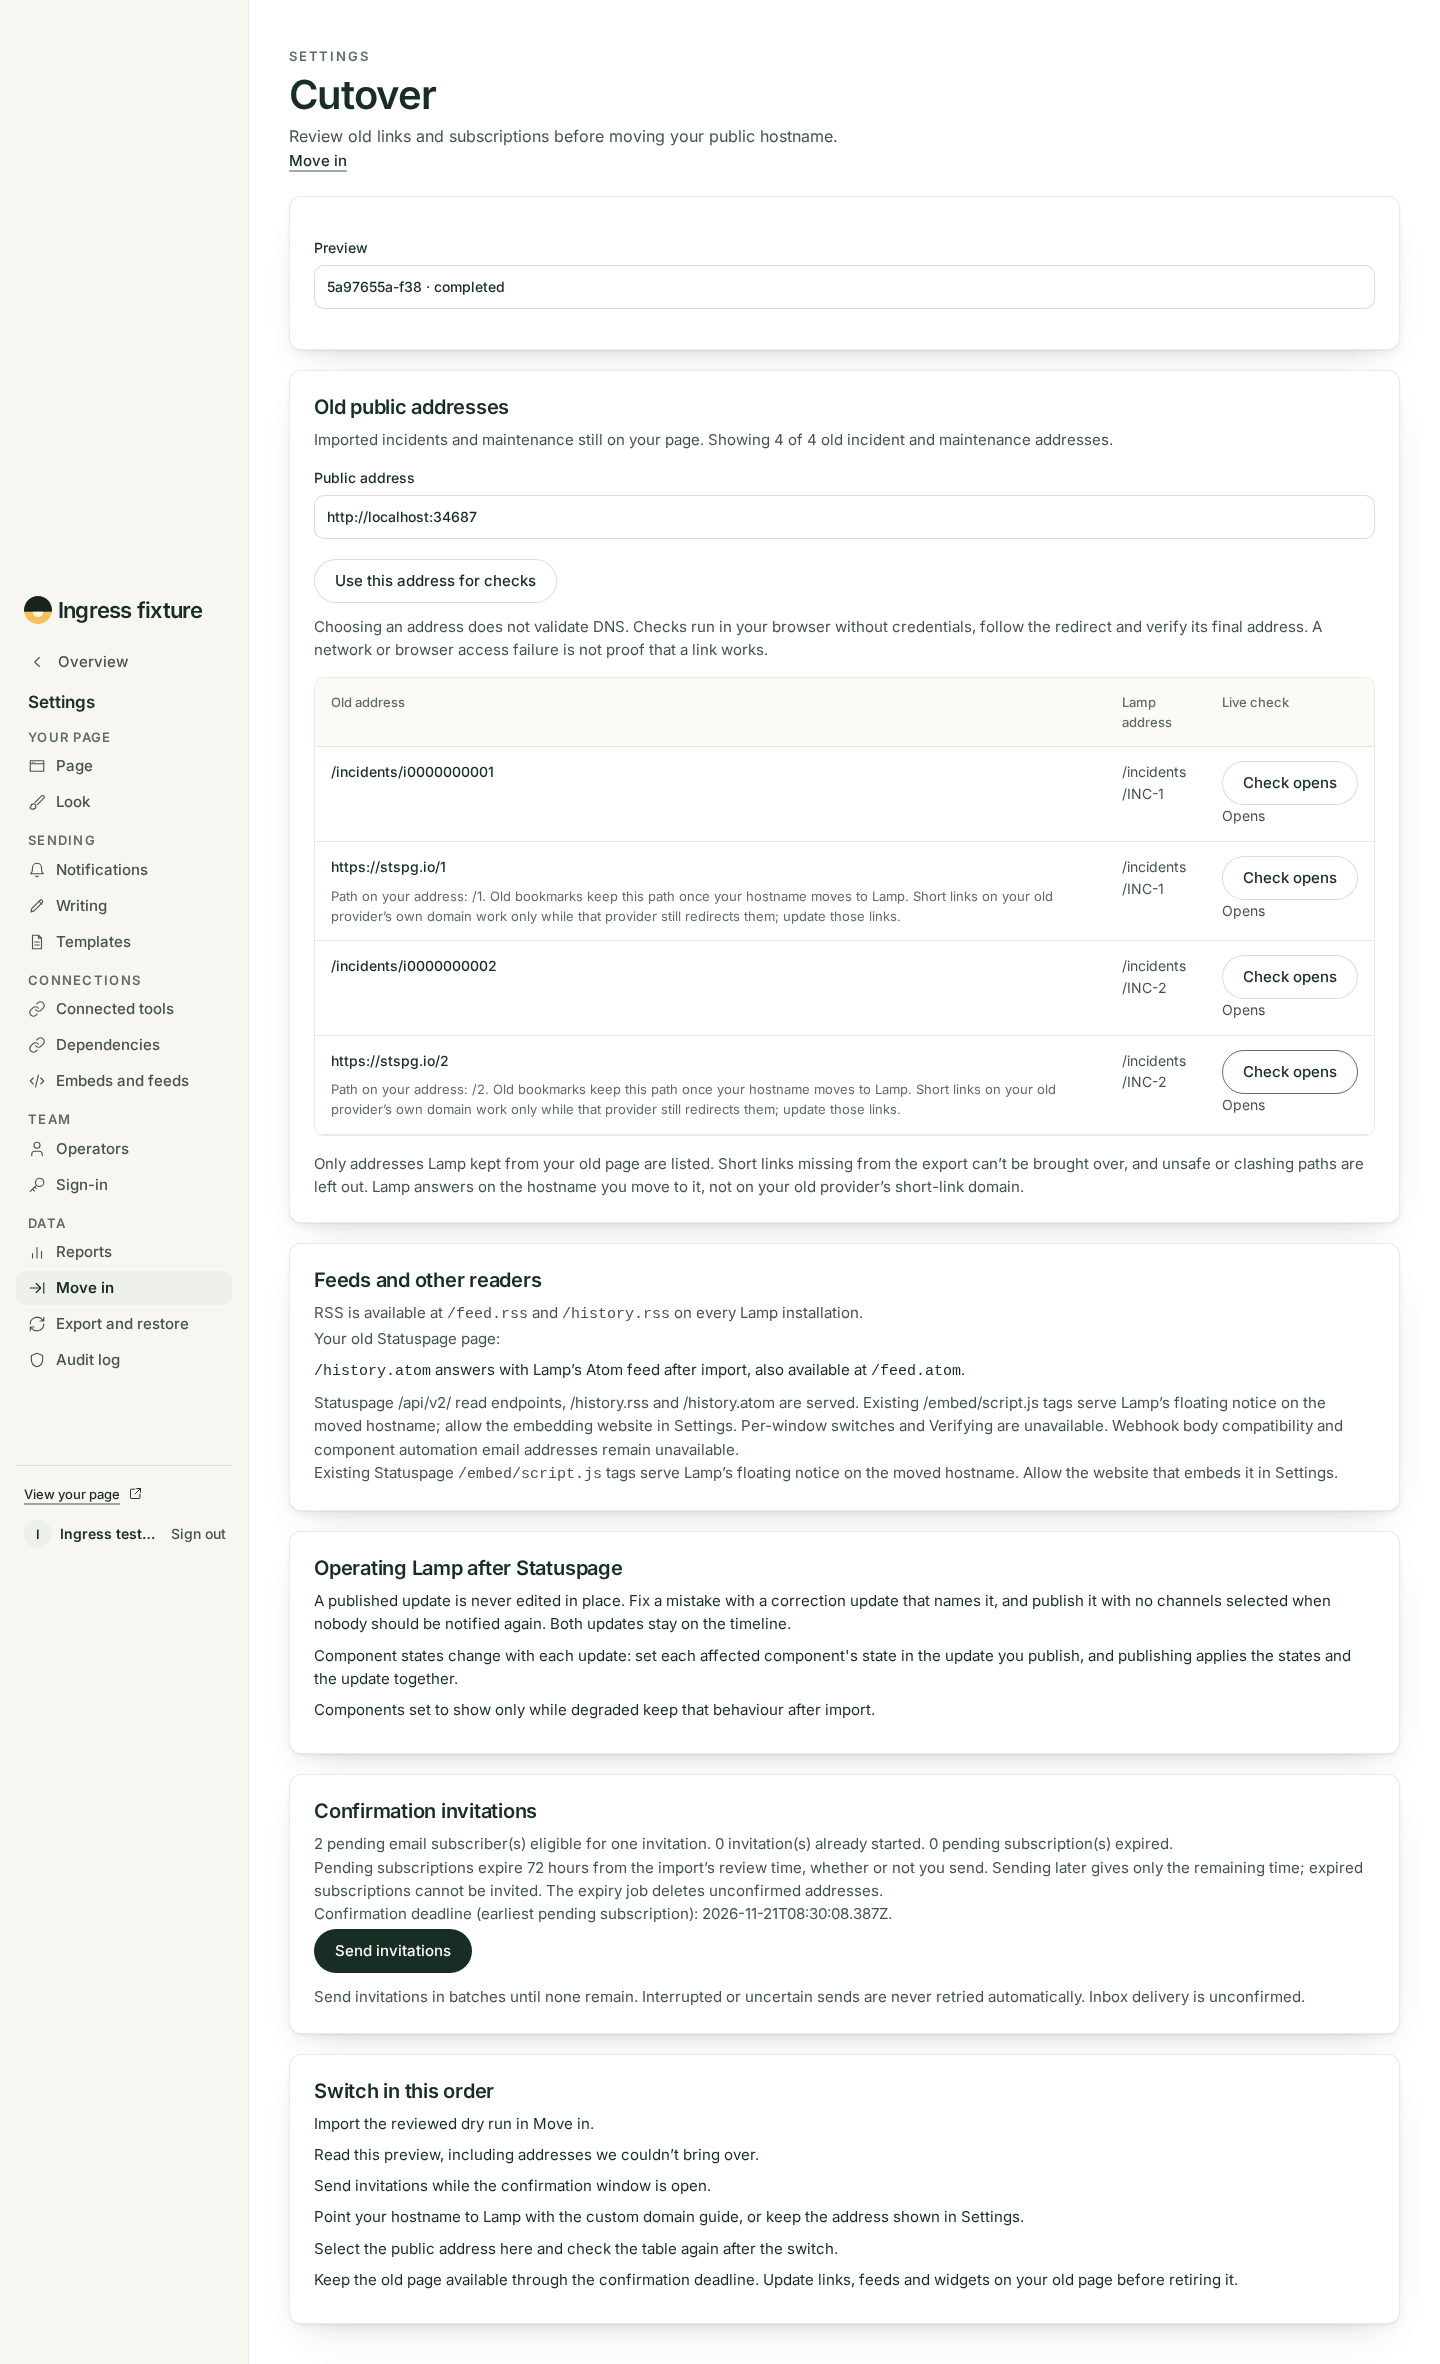 Ingress fixture
Overview
Settings
YOUR PAGE
Page
Look
SENDING
Notifications
Writing
Templates
CONNECTIONS
Connected tools
Dependencies
Embeds and feeds
TEAM
Operators
Sign-in
DATA
Reports
Move in
Export and restore
Audit log
View your page
I Ingress test... Sign out
SETTINGS
Cutover
Review old links and subscriptions before moving your public hostname.
Move in
Preview
5a97655a-f38 · completed
Old public addresses
Imported incidents and maintenance still on your page. Showing 4 of 4 old incident and maintenance addresses.
Public address
http://localhost:34687
Use this address for checks
Choosing an address does not validate DNS. Checks run in your browser without credentials, follow the redirect and verify its final address. A
network or browser access failure is not proof that a link works.
Old address
Lamp
address
Live check
/incidents/i0000000001
/incidents
/INC-1
Check opens
Opens
https://stspg.io/1
Path on your address: /1. Old bookmarks keep this path once your hostname moves to Lamp. Short links on your old
provider’s own domain work only while that provider still redirects them; update those links.
/incidents
/INC-1
Check opens
Opens
/incidents/i0000000002
/incidents
/INC-2
Check opens
Opens
https://stspg.io/2
Path on your address: /2. Old bookmarks keep this path once your hostname moves to Lamp. Short links on your old
provider’s own domain work only while that provider still redirects them; update those links.
/incidents
/INC-2
Check opens
Opens
Only addresses Lamp kept from your old page are listed. Short links missing from the export can’t be brought over, and unsafe or clashing paths are
left out. Lamp answers on the hostname you move to it, not on your old provider’s short-link domain.
Feeds and other readers
RSS is available at /feed.rss and /history.rss on every Lamp installation.
Your old Statuspage page:
/history.atom answers with Lamp’s Atom feed after import, also available at /feed.atom.
Statuspage /api/v2/ read endpoints, /history.rss and /history.atom are served. Existing /embed/script.js tags serve Lamp’s floating notice on the
moved hostname; allow the embedding website in Settings. Per-window switches and Verifying are unavailable. Webhook body compatibility and
component automation email addresses remain unavailable.
Existing Statuspage /embed/script.js tags serve Lamp’s floating notice on the moved hostname. Allow the website that embeds it in Settings.
Operating Lamp after Statuspage
A published update is never edited in place. Fix a mistake with a correction update that names it, and publish it with no channels selected when
nobody should be notified again. Both updates stay on the timeline.
Component states change with each update: set each affected component's state in the update you publish, and publishing applies the states and
the update together.
Components set to show only while degraded keep that behaviour after import.
Confirmation invitations
2 pending email subscriber(s) eligible for one invitation. 0 invitation(s) already started. 0 pending subscription(s) expired.
Pending subscriptions expire 72 hours from the import’s review time, whether or not you send. Sending later gives only the remaining time; expired
subscriptions cannot be invited. The expiry job deletes unconfirmed addresses.
Confirmation deadline (earliest pending subscription): 2026-11-21T08:30:08.387Z.
Send invitations
Send invitations in batches until none remain. Interrupted or uncertain sends are never retried automatically. Inbox delivery is unconfirmed.
Switch in this order
Import the reviewed dry run in Move in.
Read this preview, including addresses we couldn’t bring over.
Send invitations while the confirmation window is open.
Point your hostname to Lamp with the custom domain guide, or keep the address shown in Settings.
Select the public address here and check the table again after the switch.
Keep the old page available through the confirmation deadline. Update links, feeds and widgets on your old page before retiring it.